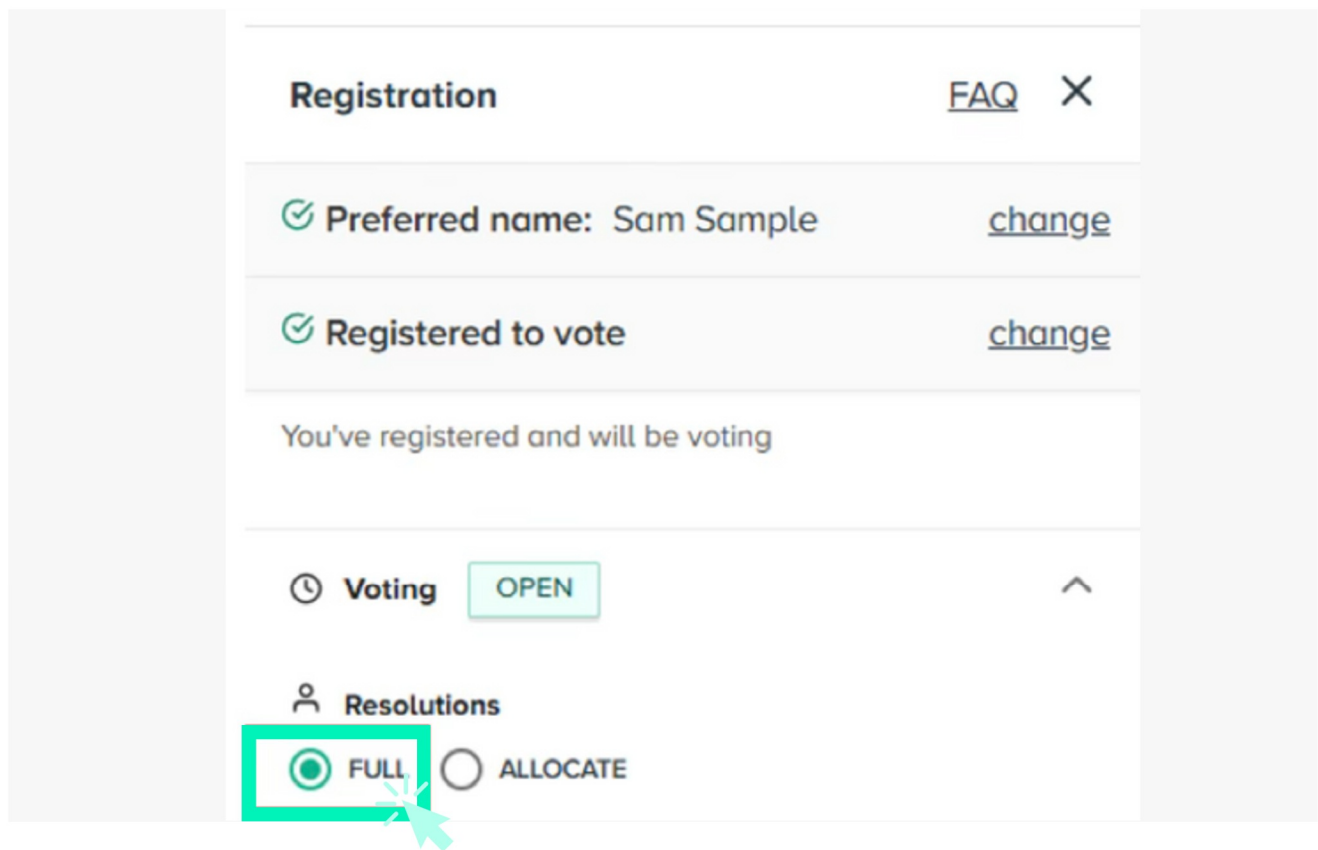 Registration FAQ
Preferred name: Sam Sample change
Registered to vote change
You've registered and will be voting
Voting OPEN
Resolutions
FULL ALLOCATE